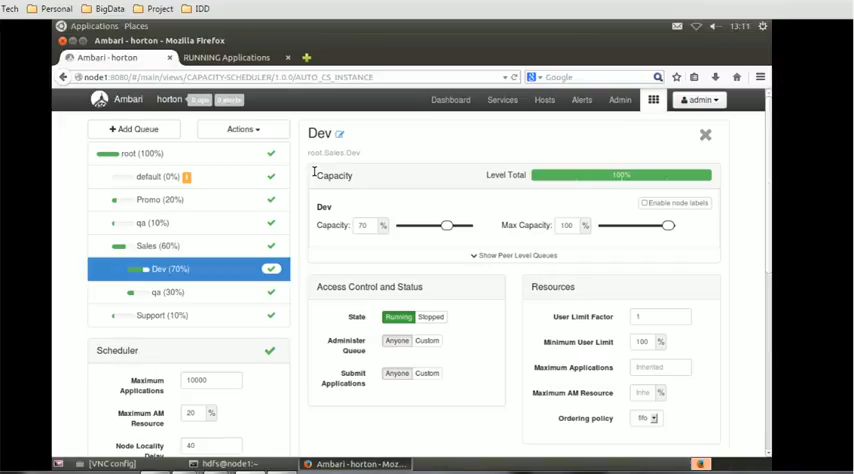 Tech Personal BigData Project IDD
Applications Places 13:11
Ambari - horton - Mozilla Firefox
Ambari - horton × RUNNING Applications ×
node1:8080/#/main/views/CAPACITY-SCHEDULER/1.0.0/AUTO_CS_INSTANCE Google
Ambari horton 0 ops 0 alerts Dashboard Services Hosts Alerts Admin admin
+ Add Queue Actions
root (100%)
default (0%)
Promo (20%)
qa (10%)
Sales (60%)
Dev (70%)
qa (30%)
Support (10%)
Scheduler
Maximum Applications 10000
Maximum AM Resource 20 %
Node Locality Delay 40
Dev
root.Sales.Dev
Capacity Level Total 100%
Dev Enable node labels
Capacity: 70 % Max Capacity: 100 %
Show Peer Level Queues
Access Control and Status
State Running Stopped
Administer Queue Anyone Custom
Submit Applications Anyone Custom
Resources
User Limit Factor 1
Minimum User Limit 100 %
Maximum Applications Inherited
Maximum AM Resource Inhe %
Ordering policy fifo
[VNC config] hdfs@node1:~ Ambari - horton - Moz...